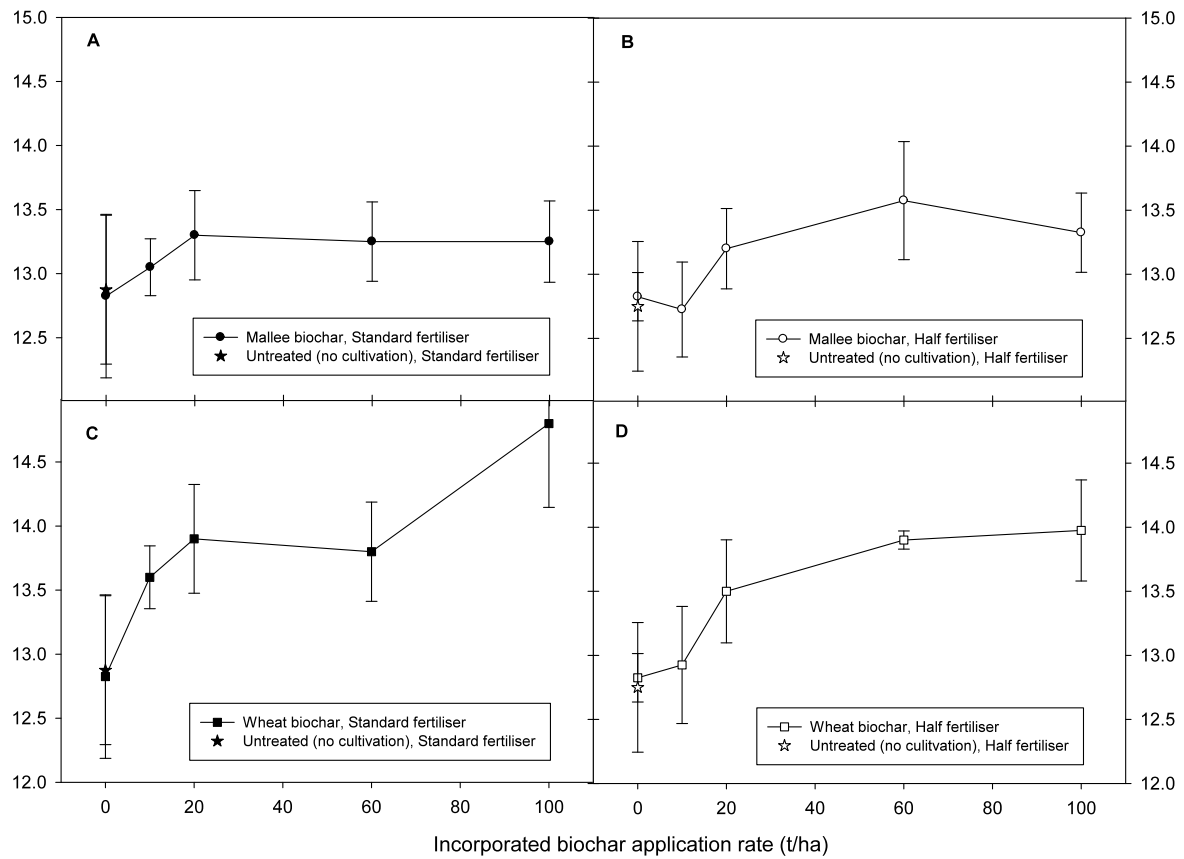 15.0
14.5
14.0
13.5
13.0
12.5
A
Mallee biochar, Standard fertiliser
Untreated (no cultivation), Standard fertiliser
B
Mallee biochar, Half fertiliser
Untreated (no cultivation), Half fertiliser
15.0
14.5
14.0
13.5
13.0
12.5
14.5
14.0
13.5
13.0
12.5
12.0
C
Wheat biochar, Standard fertiliser
Untreated (no cultivation), Standard fertiliser
0 20 40 60 80 100
D
Wheat biochar, Half fertiliser
Untreated (no cuitvation), Half fertiliser
14.5
14.0
13.5
13.0
12.5
12.0
0 20 40 60 80 100
Incorporated biochar application rate (t/ha)